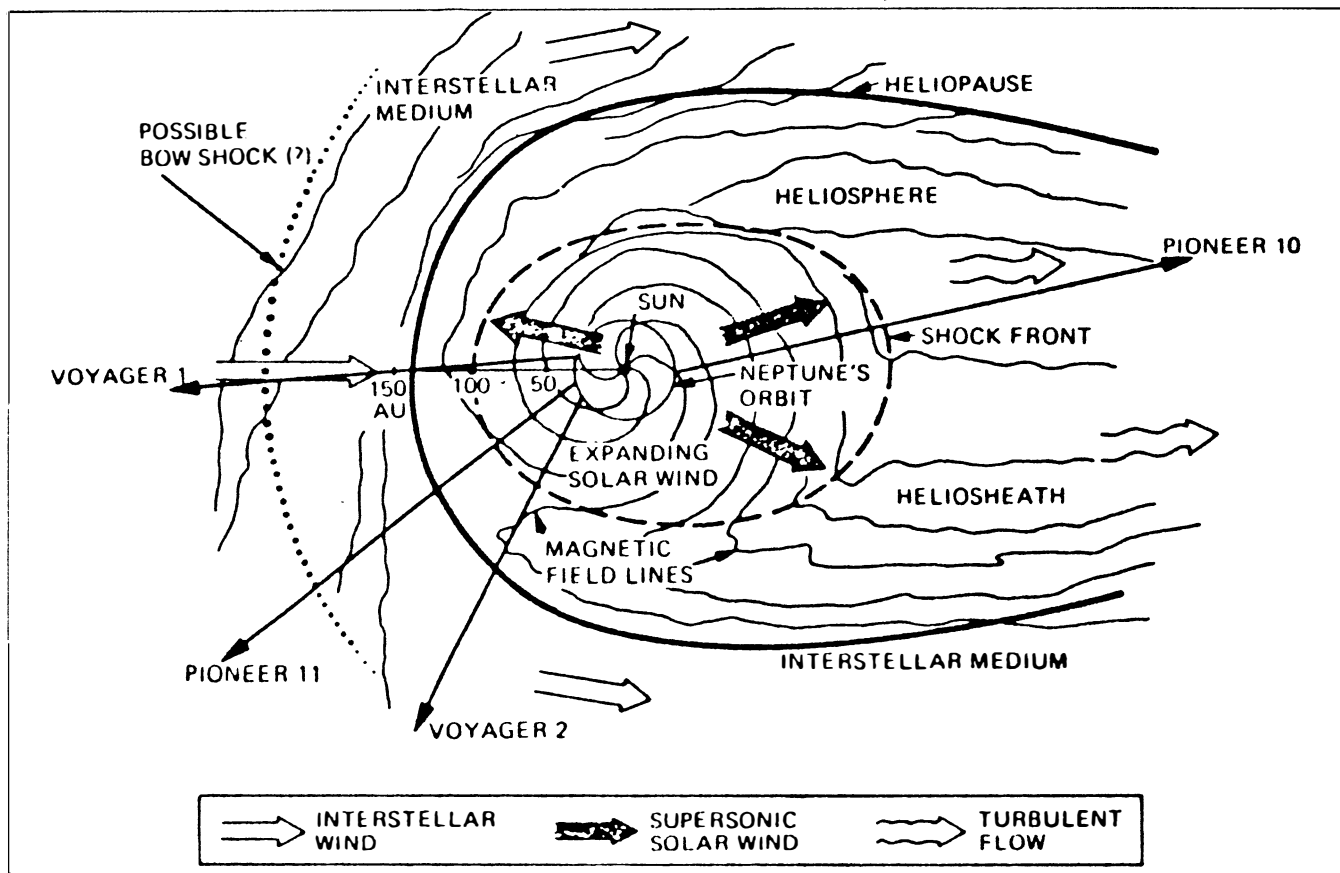 INTERSTELLAR
MEDIUM
HELIOPAUSE
POSSIBLE
BOW SHOCK (?)
HELIOSPHERE
PIONEER 10
SUN
SHOCK FRONT
VOYAGER 1
150
AU
100
50
NEPTUNE'S
ORBIT
EXPANDING
SOLAR WIND
HELIOSHEATH
MAGNETIC
FIELD LINES
PIONEER 11
INTERSTELLAR MEDIUM
VOYAGER 2
INTERSTELLAR
WIND
SUPERSONIC
SOLAR WIND
TURBULENT
FLOW